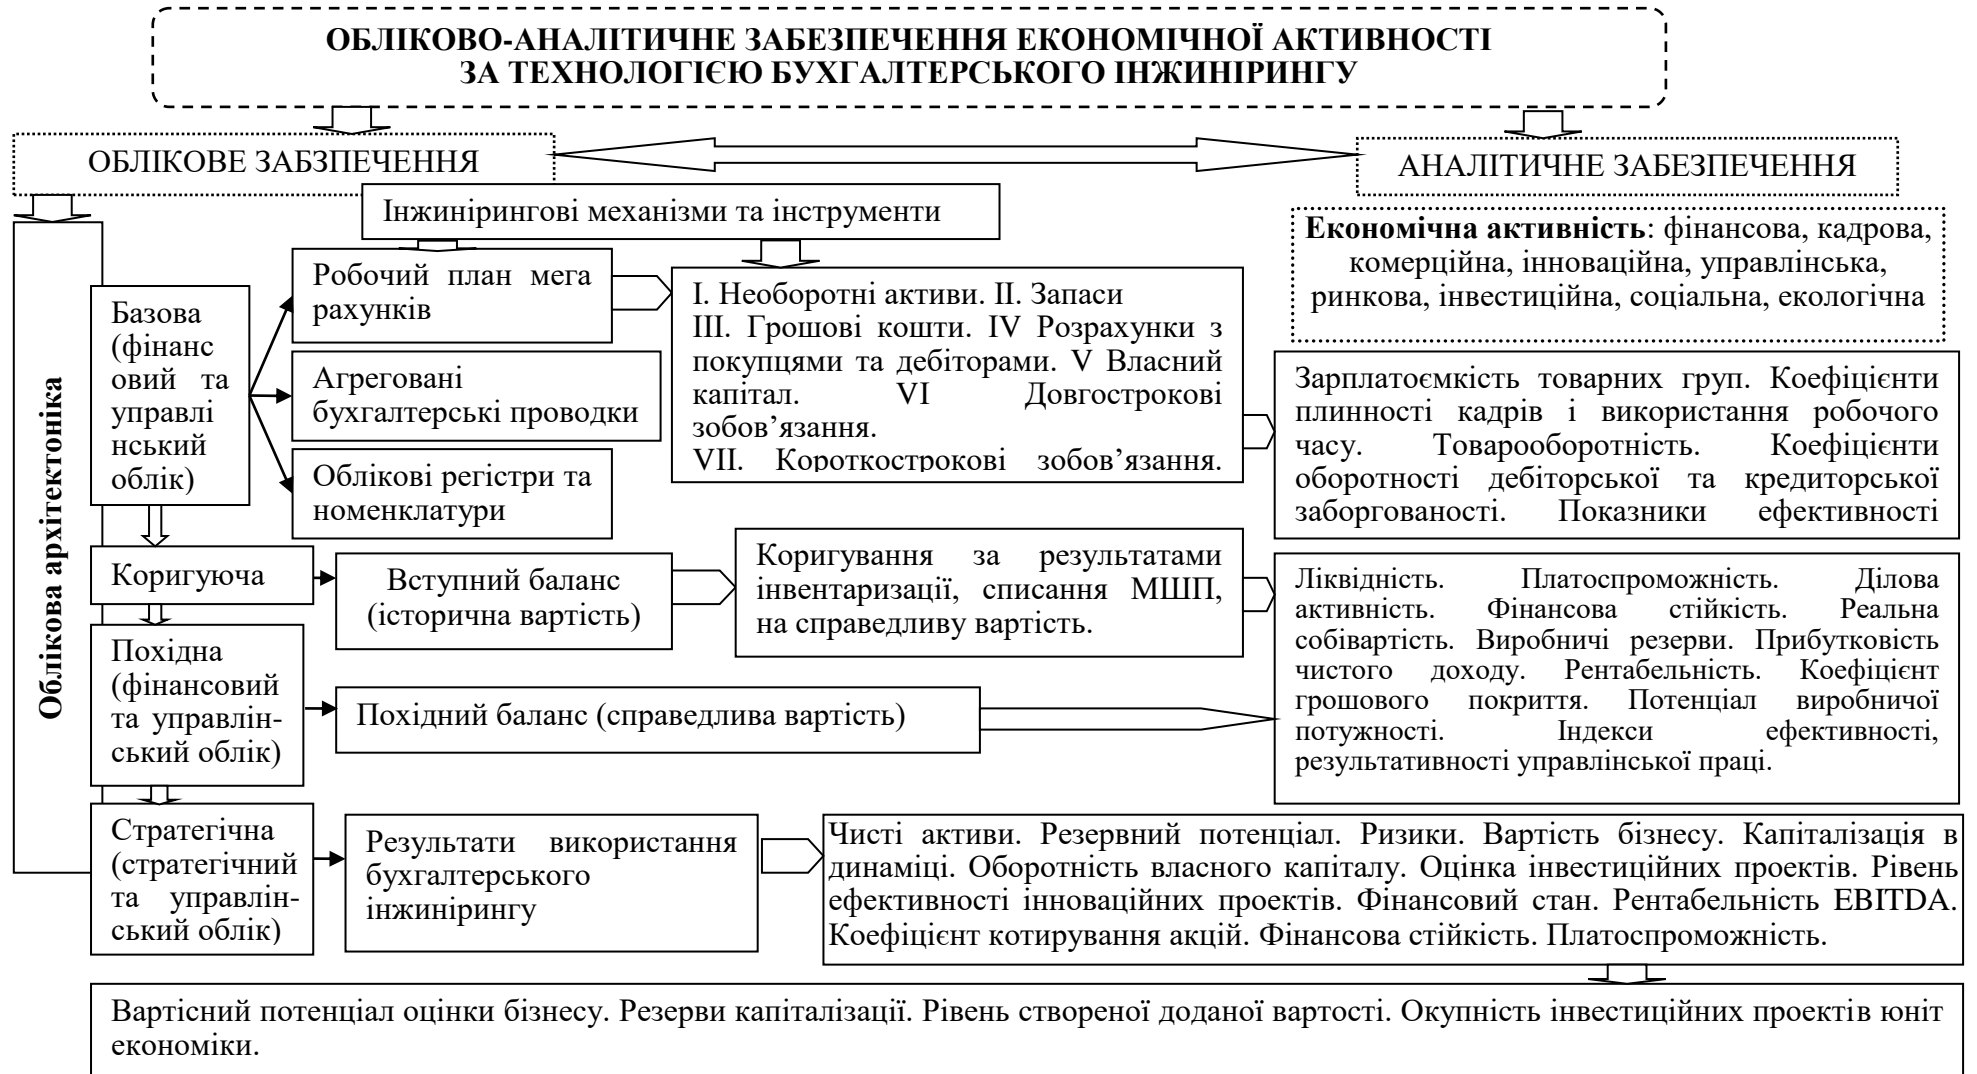 ОБЛІКОВО-АНАЛІТИЧНЕ ЗАБЕЗПЕЧЕННЯ ЕКОНОМІЧНОЇ АКТИВНОСТІ
ЗА ТЕХНОЛОГІЄЮ БУХГАЛТЕРСЬКОГО ІНЖИНІРИНГУ
ОБЛІКОВЕ ЗАБЗПЕЧЕННЯ
АНАЛІТИЧНЕ ЗАБЕЗПЕЧЕННЯ
Інжинірингові механізми та інструменти
Економічна активність: фінансова, кадрова,
комерційна, інноваційна, управлінська,
ринкова, інвестиційна, соціальна, екологічна
Облікова архітектоніка
Базова
(фінанс
овий та
управлі
нський
облік)
Робочий план мега
рахунків
Агреговані
бухгалтерські проводки
Облікові регістри та
номенклатури
І. Необоротні активи. ІІ. Запаси
ІІІ. Грошові кошти. IV Розрахунки з
покупцями та дебіторами. V Власний
капітал. VI Довгострокові
зобов’язання.
VII. Короткострокові зобов’язання.
Зарплатоємкість товарних груп. Коефіцієнти
плинності кадрів і використання робочого
часу. Товарооборотність. Коефіцієнти
оборотності дебіторської та кредиторської
заборгованості. Показники ефективності
Коригуюча
Вступний баланс
(історична вартість)
Коригування за результатами
інвентаризації, списання МШП,
на справедливу вартість.
Ліквідність. Платоспроможність. Ділова
активність. Фінансова стійкість. Реальна
собівартість. Виробничі резерви. Прибутковість
чистого доходу. Рентабельність. Коефіцієнт
грошового покриття. Потенціал виробничої
потужності. Індекси ефективності,
результативності управлінської праці.
Похідна
(фінансовий
та управлін-
ський облік)
Похідний баланс (справедлива вартість)
Стратегічна
(стратегічний
та управлін-
ський облік)
Результати використання
бухгалтерського
інжинірингу
Чисті активи. Резервний потенціал. Ризики. Вартість бізнесу. Капіталізація в
динаміці. Оборотність власного капіталу. Оцінка інвестиційних проектів. Рівень
ефективності інноваційних проектів. Фінансовий стан. Рентабельність EBITDA.
Коефіцієнт котирування акцій. Фінансова стійкість. Платоспроможність.
Вартісний потенціал оцінки бізнесу. Резерви капіталізації. Рівень створеної доданої вартості. Окупність інвестиційних проектів юніт
економіки.